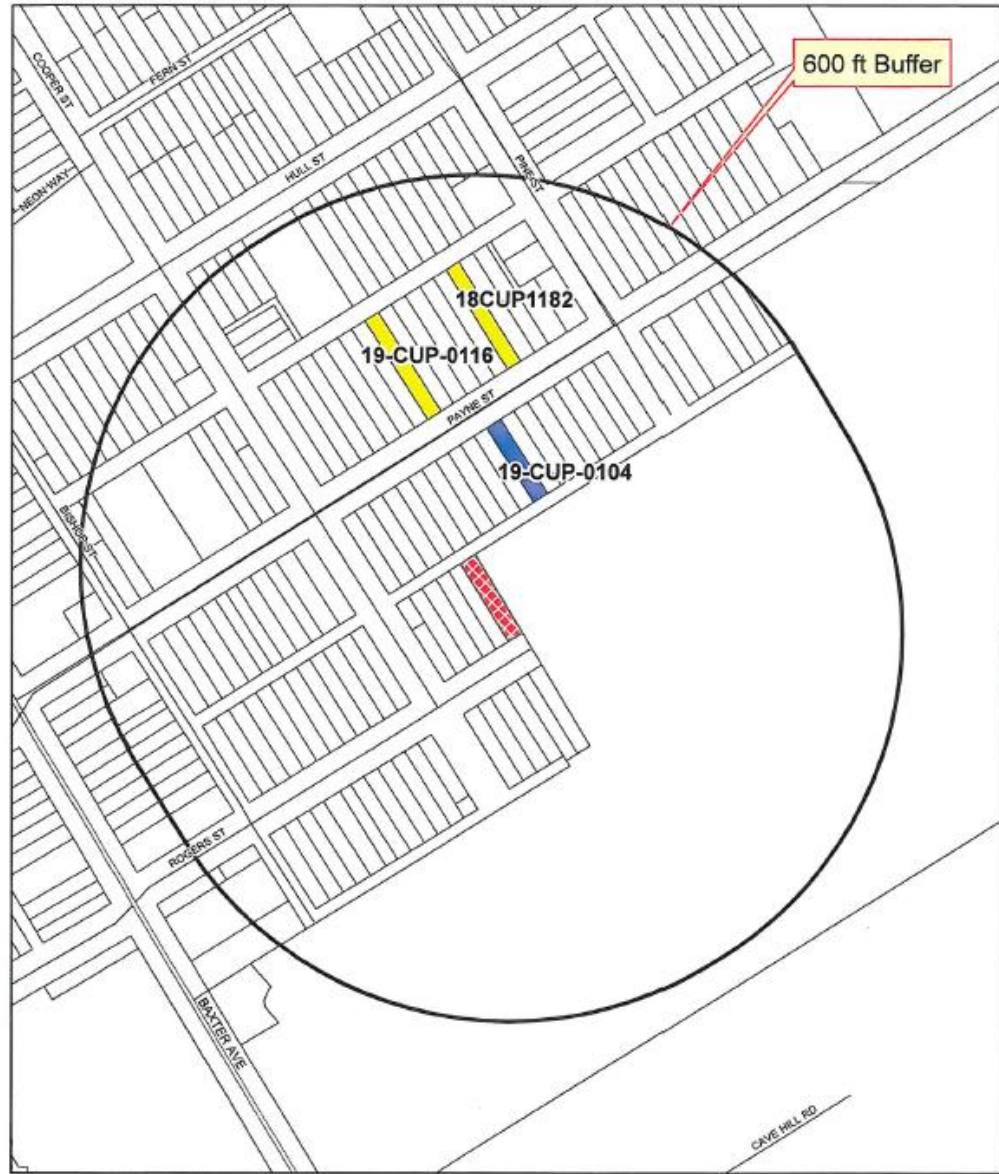 600 ft Buffer
COOPER ST
FERN ST
NEON WAY
HULL ST
PINE ST
18CUP1182
19-CUP-0116
PAYNE ST
19-CUP-0104
BISHOP ST
ROGERS ST
BAXTER AVE
CAVE HILL RD